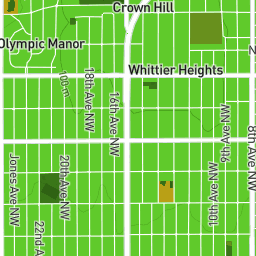 Crown Hill
Olympic Manor
Whittier Heights
100 m
18th Ave NW
16th Ave NW
9th Ave NW
8th Ave NW
Jones Ave NW
20th Ave NW
10th Ave NW
22nd A
N